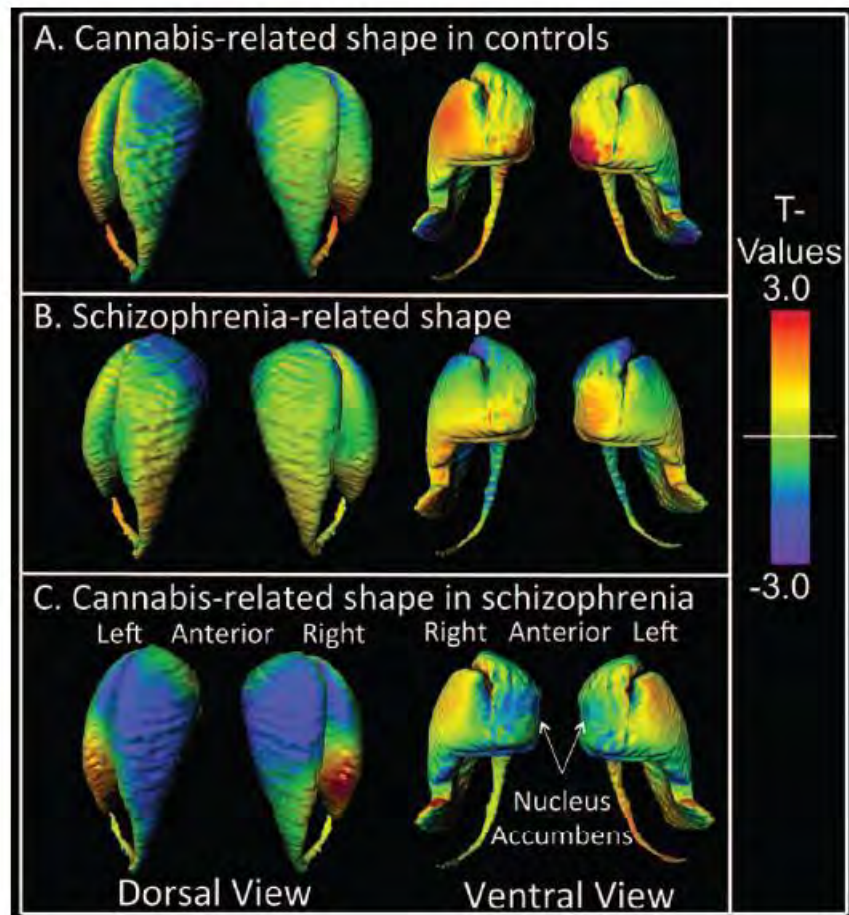 A. Cannabis-related shape in controls
T-
Values
3.0
-3.0
B. Schizophrenia-related shape
C. Cannabis-related shape in schizophrenia
Left Anterior Right
Right Anterior Left
Nucleus
Accumbens
Dorsal View
Ventral View